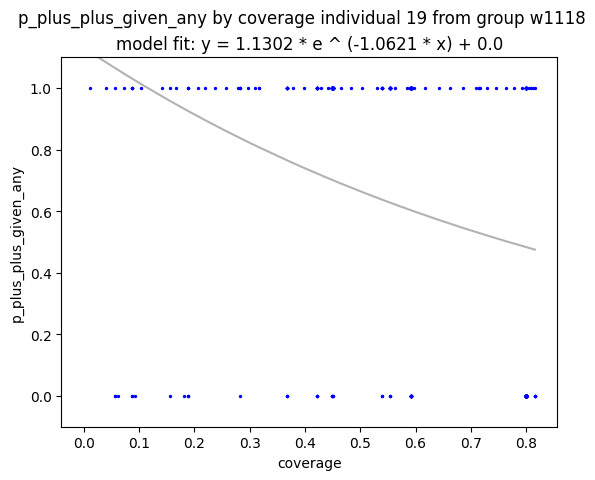 p_plus_plus_given_any by coverage individual 19 from group w1118
model fit: y = 1.1302 * e ^ (-1.0621 * x) + 0.0
1.0
0.8
0.6
0.4
0.2
0.0
p_plus_plus_given_any
0.0 0.1 0.2 0.3 0.4 0.5 0.6 0.7 0.8
coverage